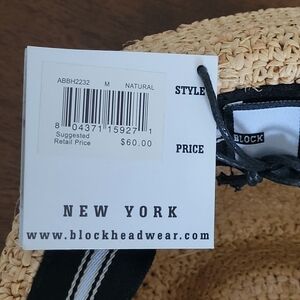 ABBH2232 M NATURAL
STYLE
8 04371 15927 1
Suggested
Retail Price $60.00
PRICE
BLOCK
NEW YORK
www.blockheadwear.com